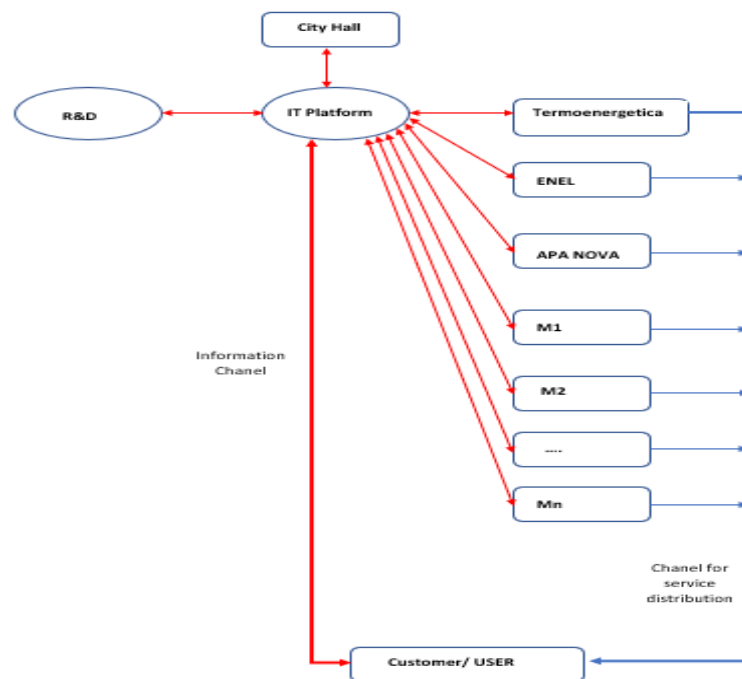 City Hall
R&D
IT Platform
Termoenergetica
ENEL
APA NOVA
M1
Information
Chanel
M2
....
Mn
Chanel for
service
distribution
Customer/ USER